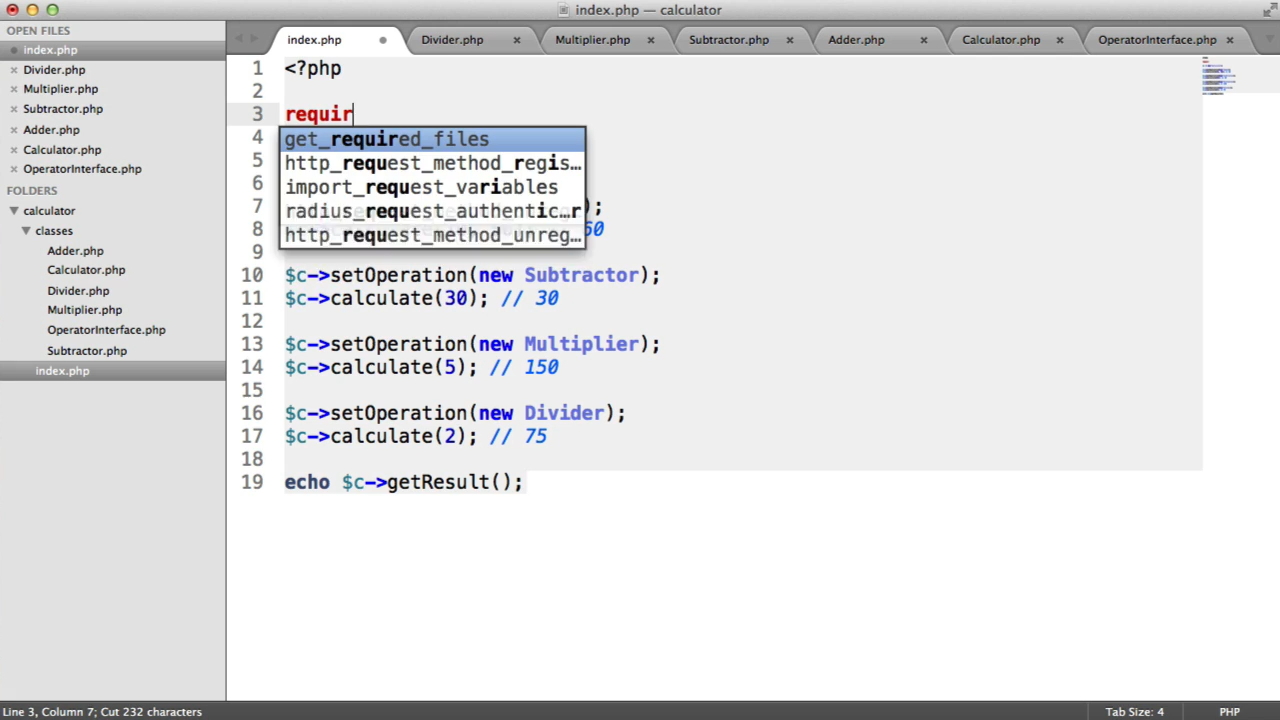 index.php — calculator
OPEN FILES
index.php
Divider.php
Multiplier.php
Subtractor.php
Adder.php
Calculator.php
OperatorInterface.php
FOLDERS
calculator
classes
Adder.php
Calculator.php
Divider.php
Multiplier.php
OperatorInterface.php
Subtractor.php
index.php
index.php Divider.php Multiplier.php Subtractor.php Adder.php Calculator.php OperatorInterface.php
1 <?php
2
3 requir
4 get_required_files
5 http_request_method_regis…
6 import_request_variables
7 radius_request_authentic…r );
8 http_request_method_unreg… 60
9
10 $c->setOperation(new Subtractor);
11 $c->calculate(30); // 30
12
13 $c->setOperation(new Multiplier);
14 $c->calculate(5); // 150
15
16 $c->setOperation(new Divider);
17 $c->calculate(2); // 75
18
19 echo $c->getResult();
Line 3, Column 7; Cut 232 characters Tab Size: 4 PHP